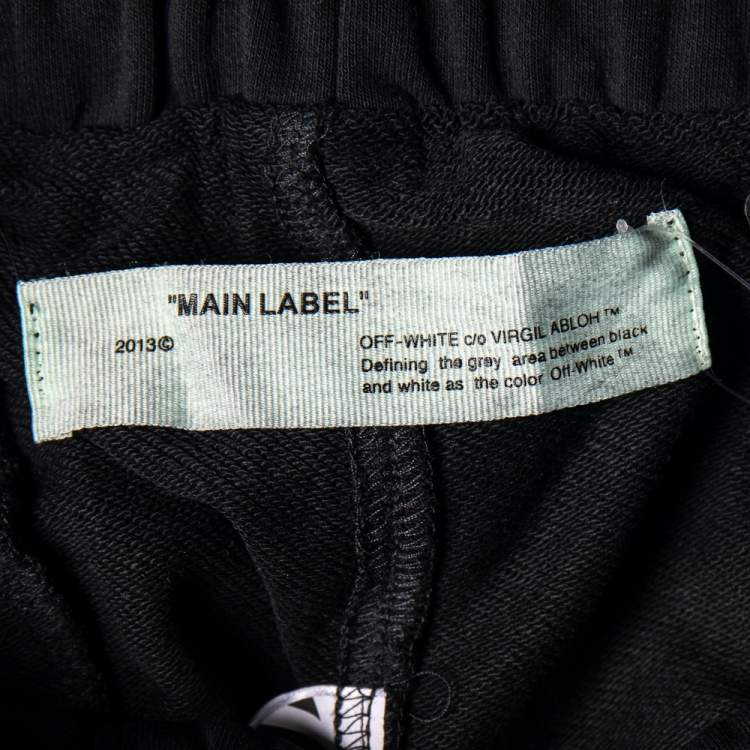 "MAIN LABEL"
2013©
OFF-WHITE c/o VIRGIL ABLOH™
Defining the grey area between black
and white as the color Off-White™